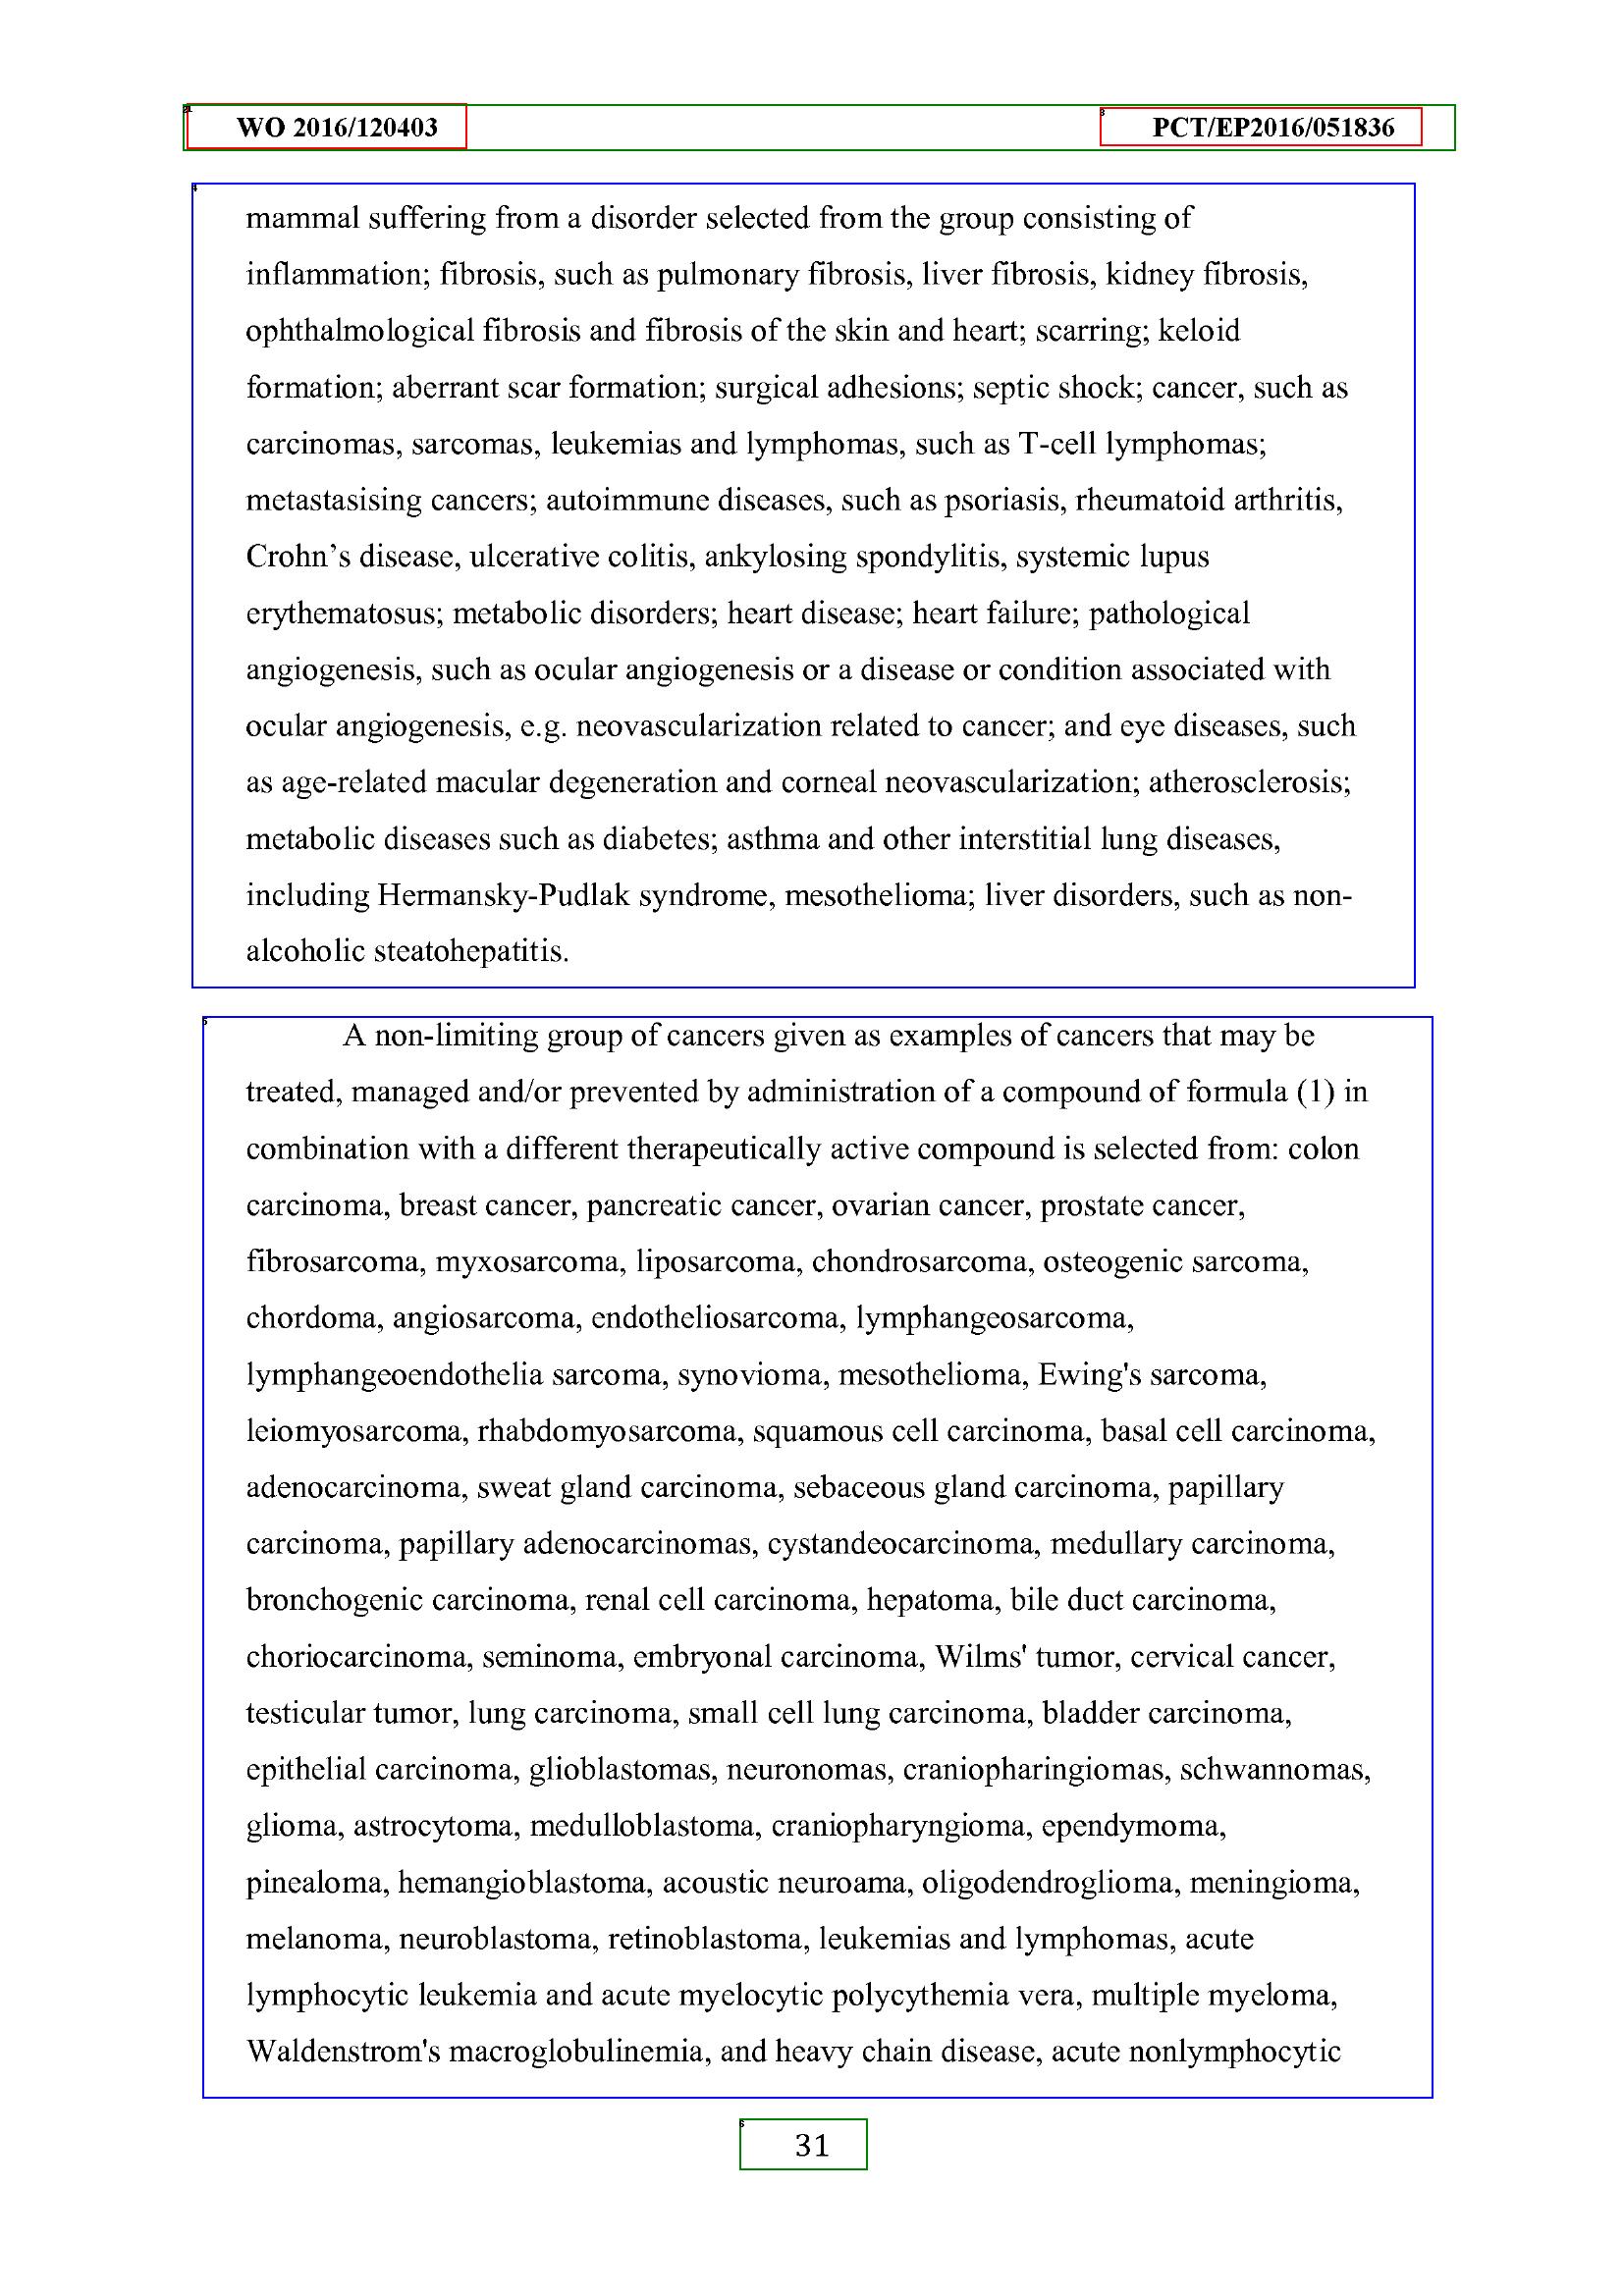 WO 2016/120403 PCT/EP2016/051836
mammal suffering from a disorder selected from the group consisting of
inflammation; fibrosis, such as pulmonary fibrosis, liver fibrosis, kidney fibrosis,
ophthalmological fibrosis and fibrosis of the skin and heart; scarring; keloid
formation; aberrant scar formation; surgical adhesions; septic shock; cancer, such as
carcinomas, sarcomas, leukemias and lymphomas, such as T-cell lymphomas;
metastasising cancers; autoimmune diseases, such as psoriasis, rheumatoid arthritis,
Crohn’s disease, ulcerative colitis, ankylosing spondylitis, systemic lupus
erythematosus; metabolic disorders; heart disease; heart failure; pathological
angiogenesis, such as ocular angiogenesis or a disease or condition associated with
ocular angiogenesis, e.g. neovascularization related to cancer; and eye diseases, such
as age-related macular degeneration and corneal neovascularization; atherosclerosis;
metabolic diseases such as diabetes; asthma and other interstitial lung diseases,
including Hermansky-Pudlak syndrome, mesothelioma; liver disorders, such as non-
alcoholic steatohepatitis.
A non-limiting group of cancers given as examples of cancers that may be
treated, managed and/or prevented by administration of a compound of formula (1) in
combination with a different therapeutically active compound is selected from: colon
carcinoma, breast cancer, pancreatic cancer, ovarian cancer, prostate cancer,
fibrosarcoma, myxosarcoma, liposarcoma, chondrosarcoma, osteogenic sarcoma,
chordoma, angiosarcoma, endotheliosarcoma, lymphangeosarcoma,
lymphangeoendothelia sarcoma, synovioma, mesothelioma, Ewing's sarcoma,
leiomyosarcoma, rhabdomyosarcoma, squamous cell carcinoma, basal cell carcinoma,
adenocarcinoma, sweat gland carcinoma, sebaceous gland carcinoma, papillary
carcinoma, papillary adenocarcinomas, cystandeocarcinoma, medullary carcinoma,
bronchogenic carcinoma, renal cell carcinoma, hepatoma, bile duct carcinoma,
choriocarcinoma, seminoma, embryonal carcinoma, Wilms' tumor, cervical cancer,
testicular tumor, lung carcinoma, small cell lung carcinoma, bladder carcinoma,
epithelial carcinoma, glioblastomas, neuronomas, craniopharingiomas, schwannomas,
glioma, astrocytoma, medulloblastoma, craniopharyngioma, ependymoma,
pinealoma, hemangioblastoma, acoustic neuroama, oligodendroglioma, meningioma,
melanoma, neuroblastoma, retinoblastoma, leukemias and lymphomas, acute
lymphocytic leukemia and acute myelocytic polycythemia vera, multiple myeloma,
Waldenstrom's macroglobulinemia, and heavy chain disease, acute nonlymphocytic
31